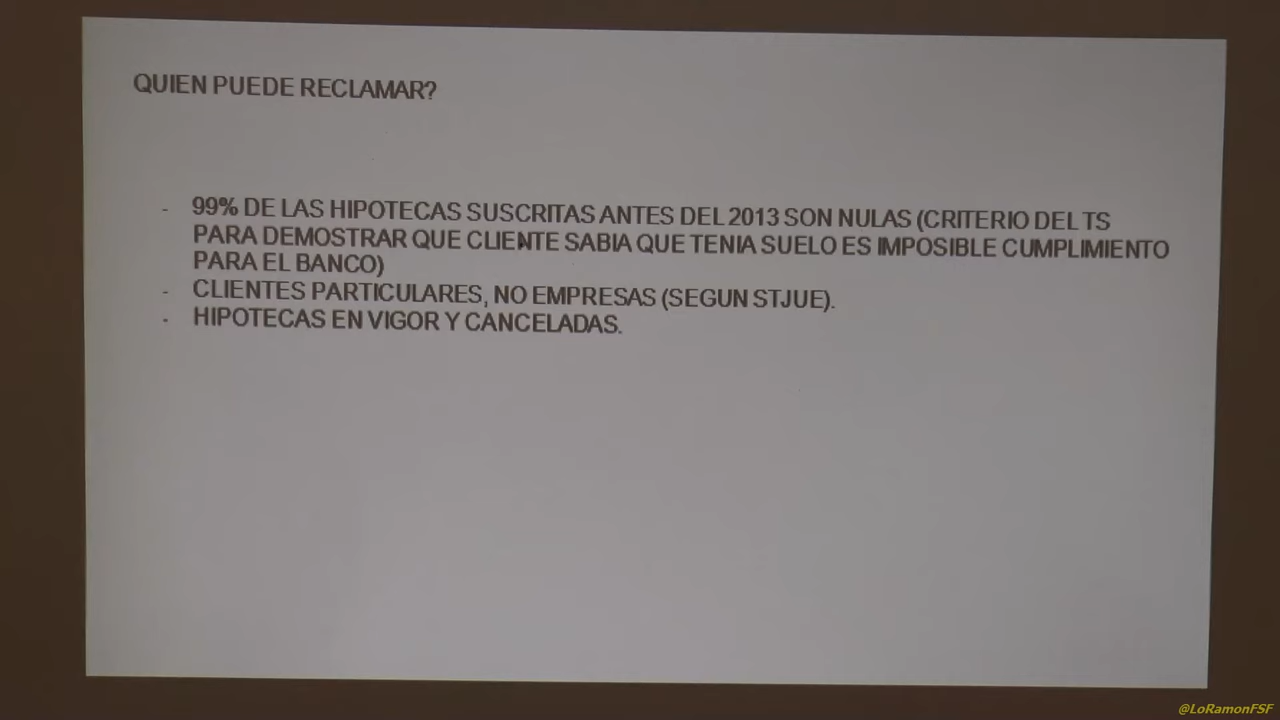 QUIEN PUEDE RECLAMAR?
- 99% DE LAS HIPOTECAS SUSCRITAS ANTES DEL 2013 SON NULAS (CRITERIO DEL TS
PARA DEMOSTRAR QUE CLIENTE SABIA QUE TENIA SUELO ES IMPOSIBLE CUMPLIMIENTO
PARA EL BANCO)
- CLIENTES PARTICULARES, NO EMPRESAS (SEGUN STJUE).
- HIPOTECAS EN VIGOR Y CANCELADAS.
@LoRamonFSF